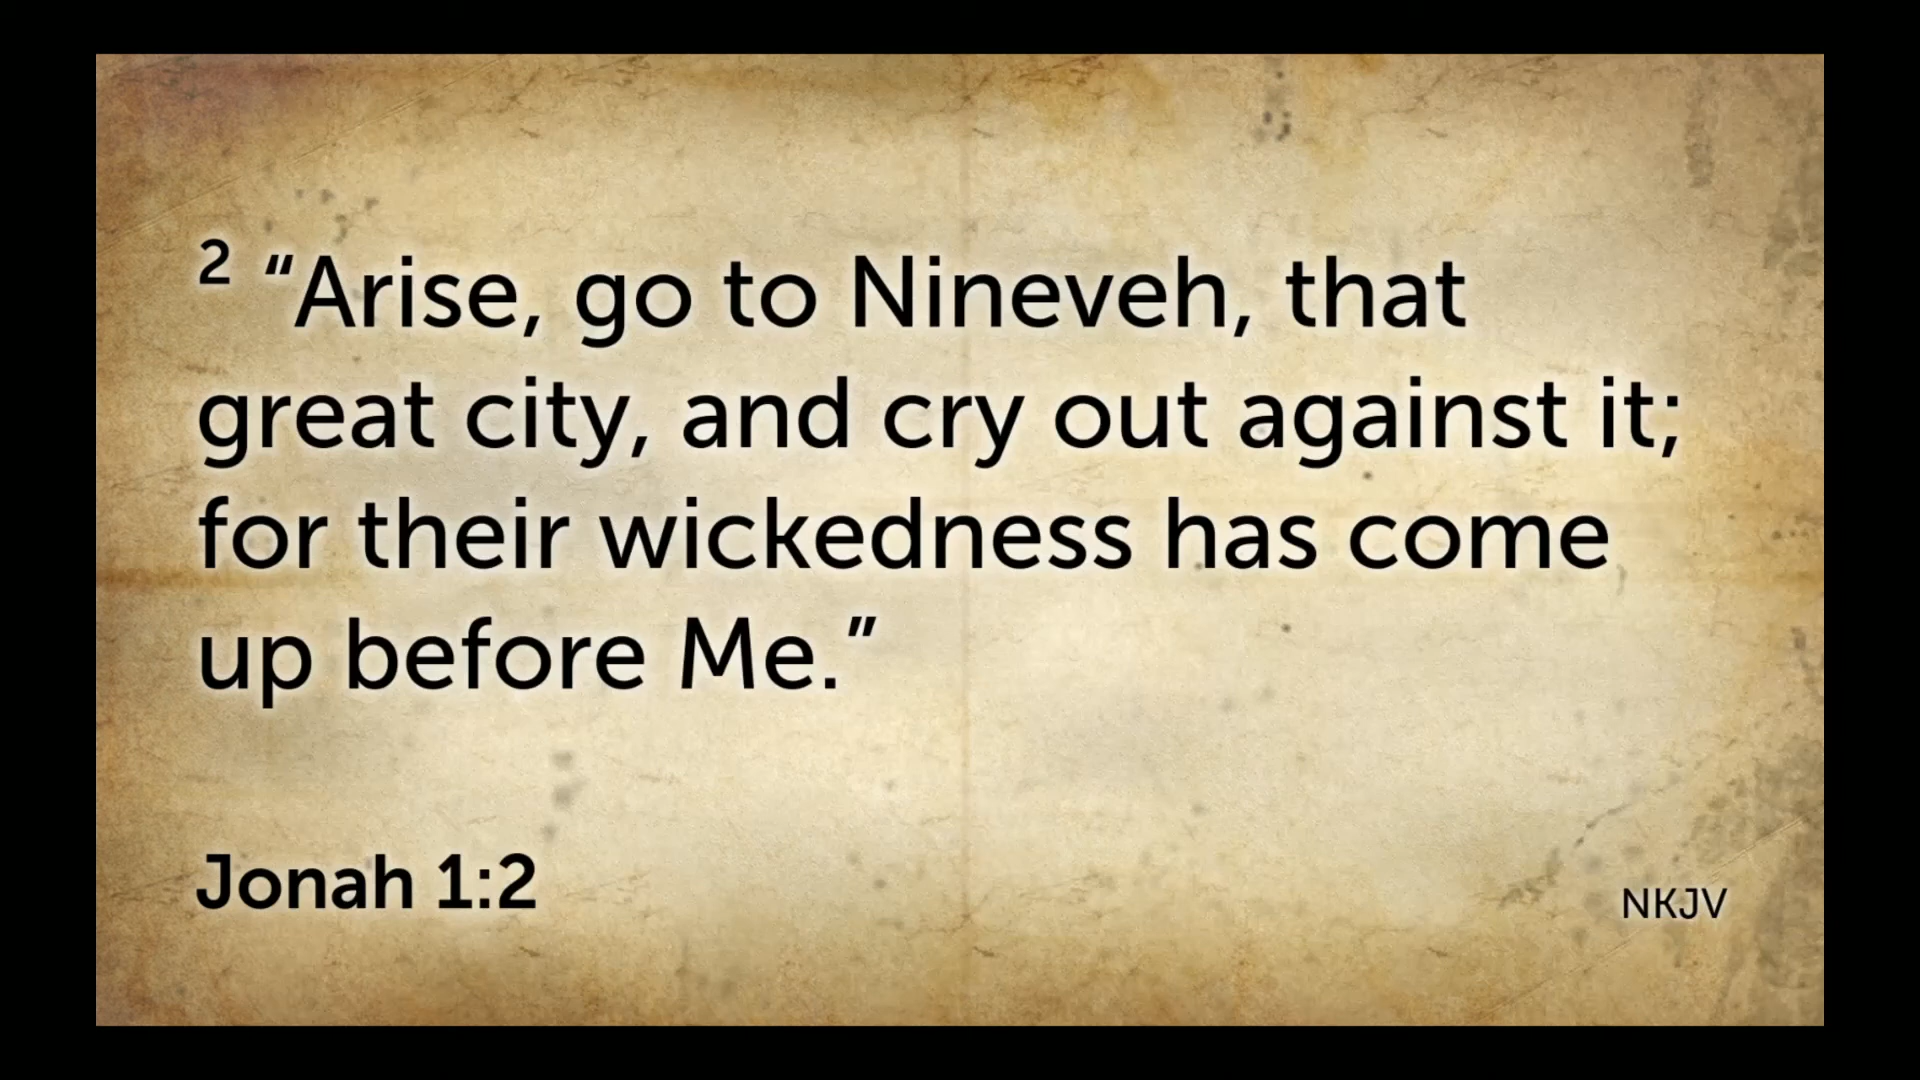 2 “Arise, go to Nineveh, that
great city, and cry out against it;
for their wickedness has come
up before Me.”
Jonah 1:2
NKJV